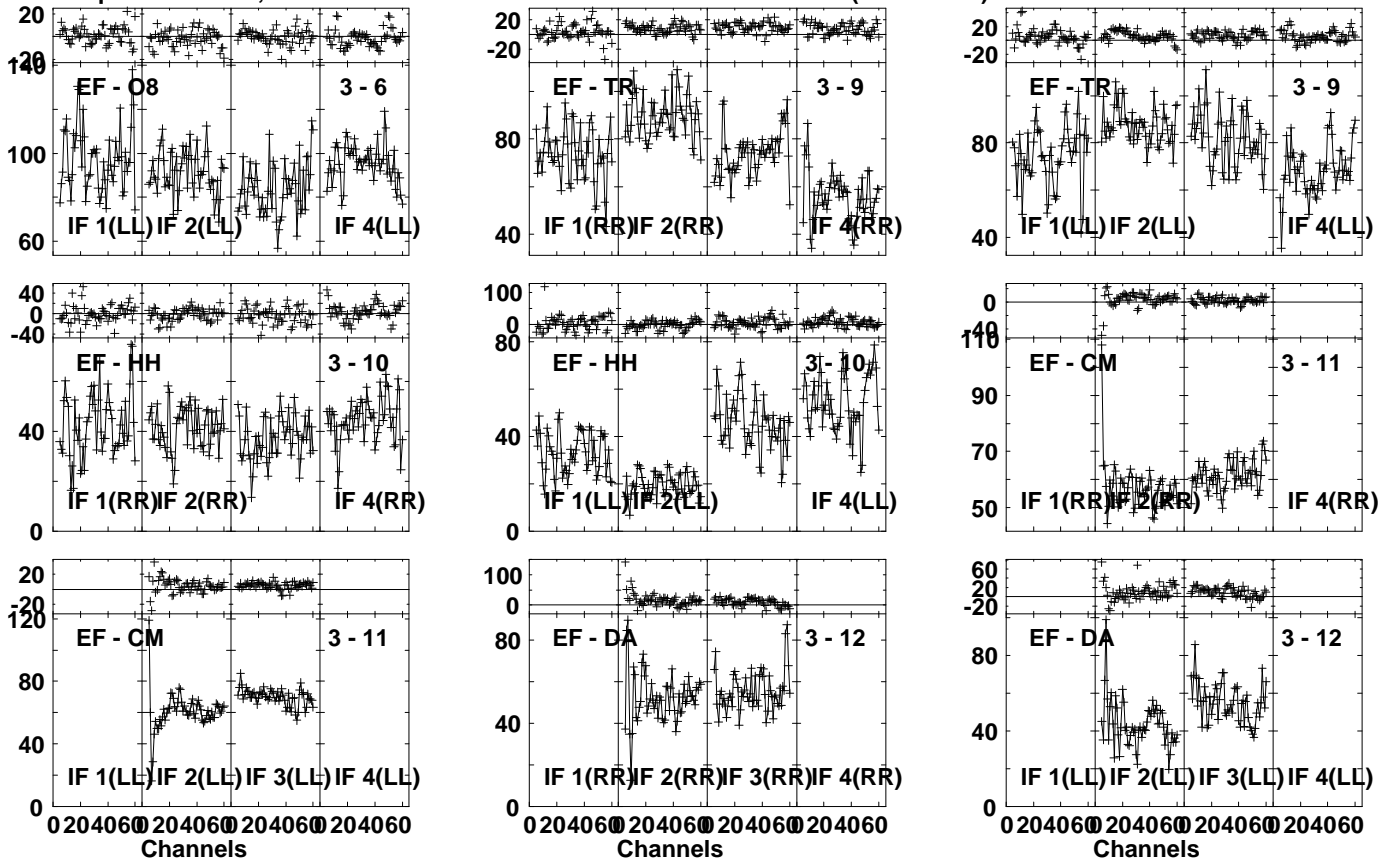 20
-20
140
EF - O8
3 - 6
100
IF 1(LL)
IF 2(LL)
IF 4(LL)
60
20
-20
EF - TR
3 - 9
80
IF 1(RR)
IF 2(RR)
IF 4(RR)
40
20
-20
EF - TR
3 - 9
80
IF 1(LL)
IF 2(LL)
IF 4(LL)
40
40
0
-40
EF - HH
3 - 10
80
40
IF 1(RR)
IF 2(RR)
IF 4(RR)
0
100
0
80
EF - HH
3 - 10
40
IF 1(LL)
IF 2(LL)
IF 4(LL)
0
0
-40
110
EF - CM
3 - 11
90
70
50
IF 1(RR)
IF 2(RR)
IF 4(RR)
20
-20
120
EF - CM
3 - 11
80
40
IF 1(LL)
IF 2(LL)
IF 3(LL)
IF 4(LL)
0
0 20 40 60 0 20 40 60 0 20 40 60 0 20 40 60
Channels
100
0
EF - DA
3 - 12
80
40
IF 1(RR)
IF 2(RR)
IF 3(RR)
IF 4(RR)
0
0 20 40 60 0 20 40 60 0 20 40 60 0 20 40 60
Channels
60
20
-20
EF - DA
3 - 12
80
40
IF 1(LL)
IF 2(LL)
IF 3(LL)
IF 4(LL)
0
0 20 40 60 0 20 40 60 0 20 40 60 0 20 40 60
Channels